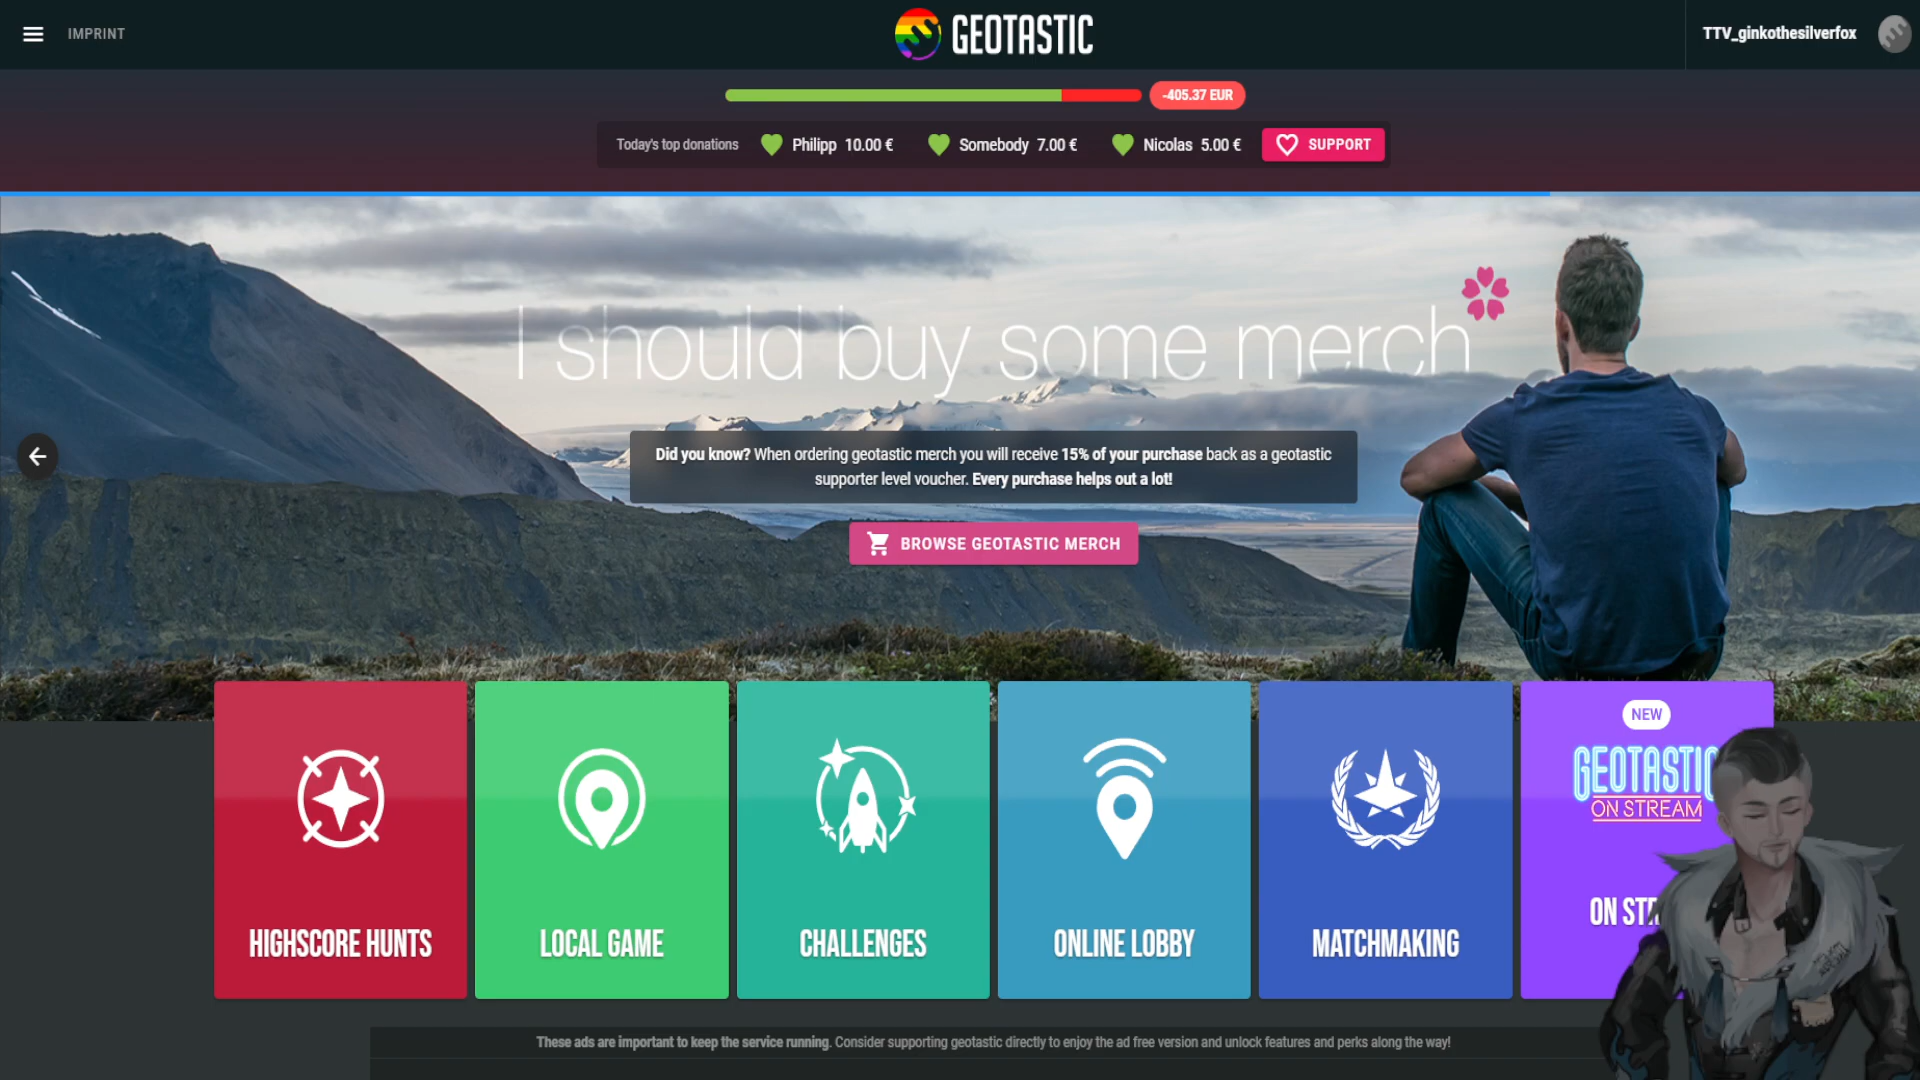 IMPRINT
GEOTASTIC
TTV_ginkothesilverfox
-405.37 EUR
Today's top donations Philipp 10.00 € Somebody 7.00 € Nicolas 5.00 € SUPPORT
I should buy some merch
Did you know? When ordering geotastic merch you will receive 15% of your purchase back as a geotastic
supporter level voucher. Every purchase helps out a lot!
BROWSE GEOTASTIC MERCH
NEW
GEOTASTIC
ON STREAM
HIGHSCORE HUNTS
LOCAL GAME
CHALLENGES
ONLINE LOBBY
MATCHMAKING
ON
These ads are important to keep the service running. Consider supporting geotastic directly to enjoy the ad free version and unlock features and perks along the way!